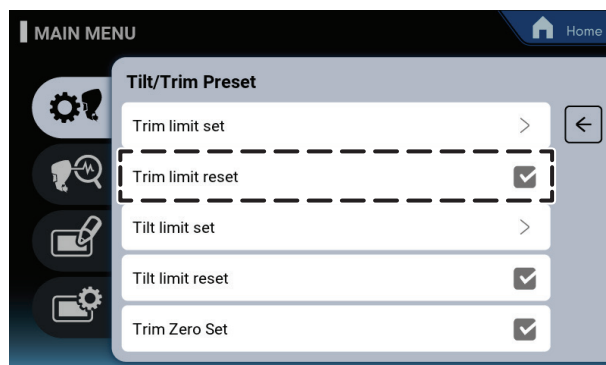 MAIN MENU
Home
Tilt/Trim Preset
Trim limit set
Trim limit reset
Tilt limit set
Tilt limit reset
Trim Zero Set